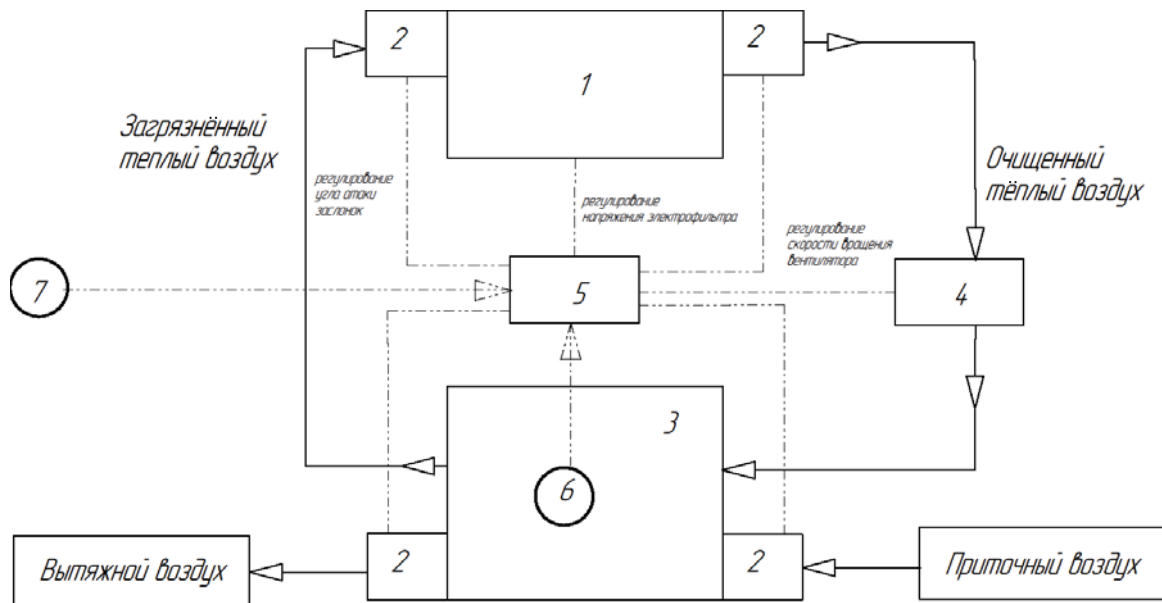 2
2
1
Загрязнённый
теплый воздух
Очищенный
тёплый воздух
регулирование
угла атаки
заслонок
регулирование
напряжения электрофильтра
регулирование
скорости вращения
вентилятора
7
5
4
3
6
2
2
Вытяжной воздух
Приточный воздух